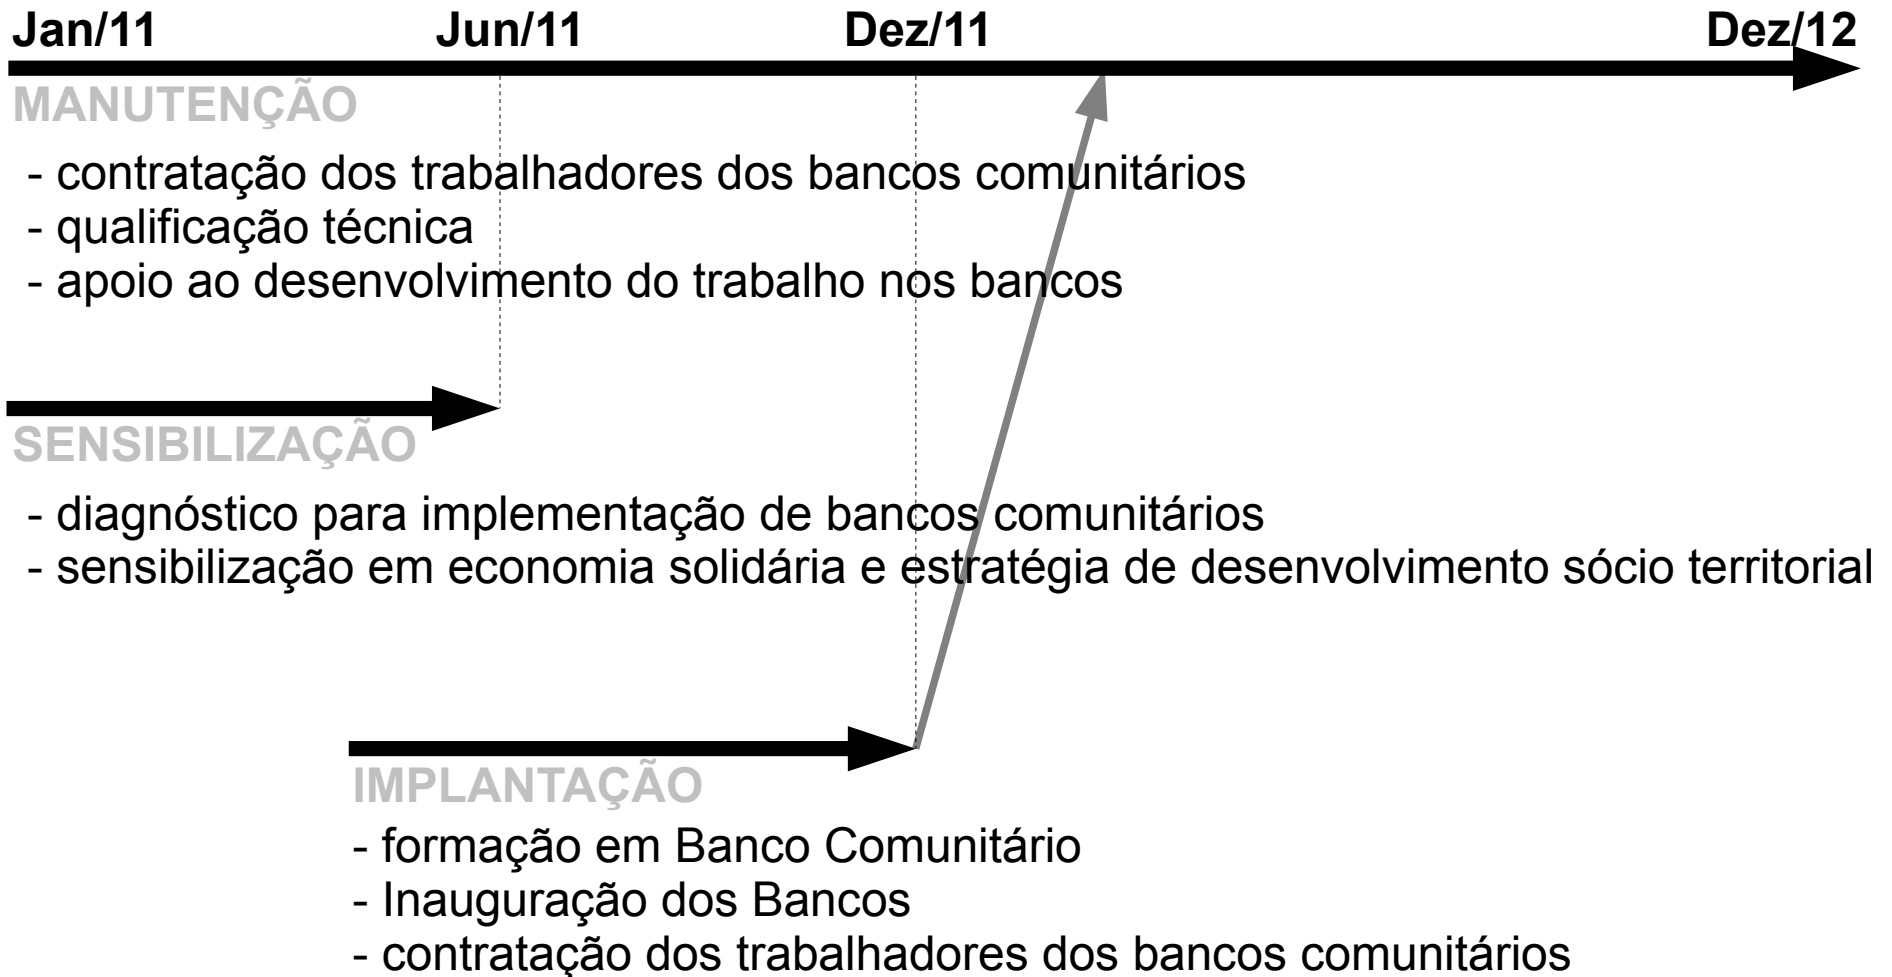 Jan/11 Jun/11 Dez/11 Dez/12
MANUTENÇÃO
- contratação dos trabalhadores dos bancos comunitários
- qualificação técnica
- apoio ao desenvolvimento do trabalho nos bancos
SENSIBILIZAÇÃO
- diagnóstico para implementação de bancos comunitários
- sensibilização em economia solidária e estratégia de desenvolvimento sócio territorial
IMPLANTAÇÃO
- formação em Banco Comunitário
- Inauguração dos Bancos
- contratação dos trabalhadores dos bancos comunitários